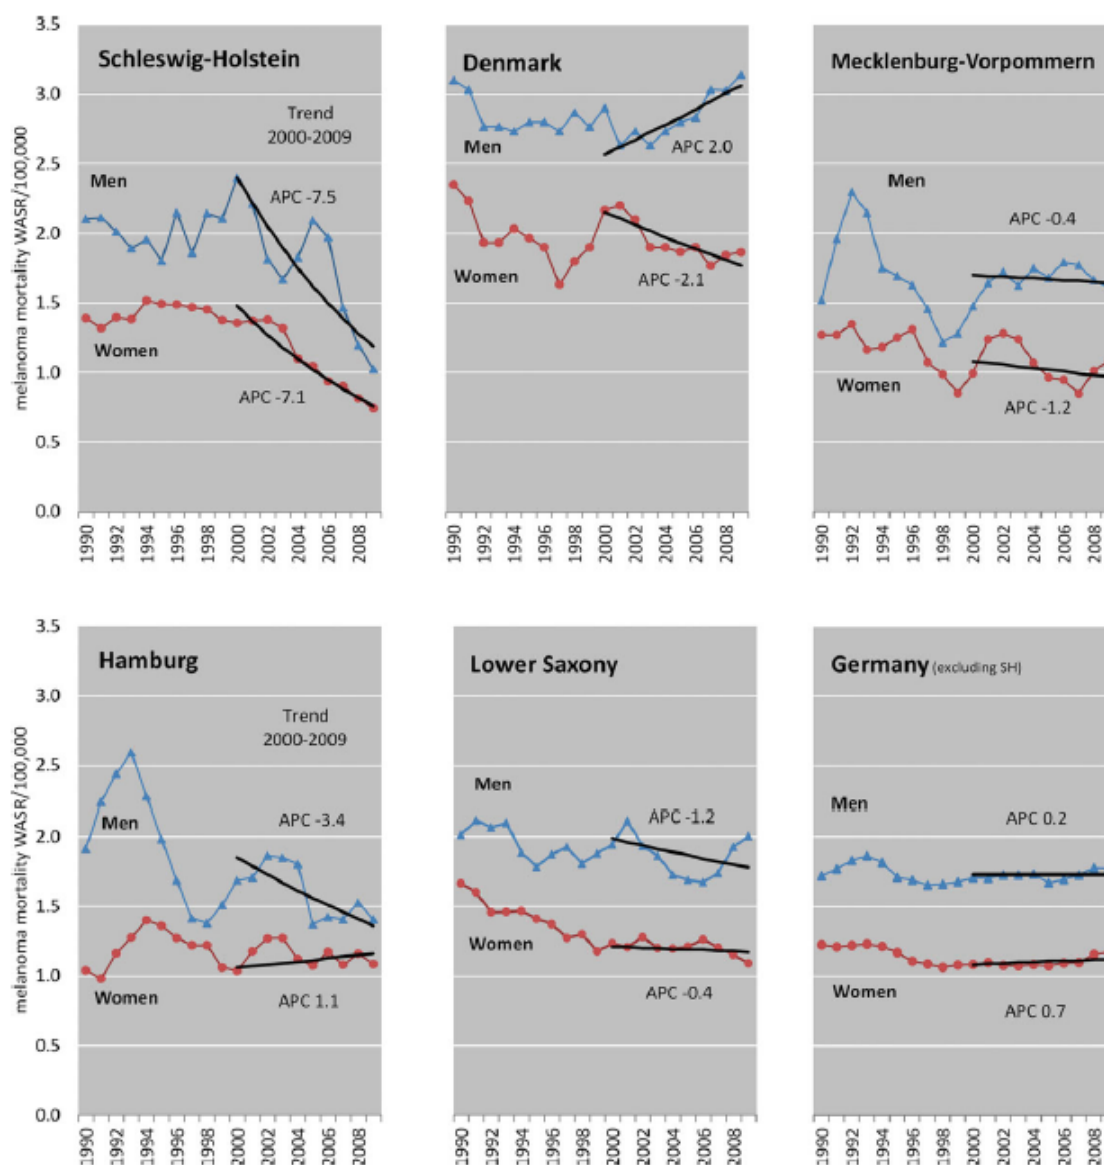 3.5
3.0
2.5
2.0
1.5
1.0
0.5
0.0
melanoma mortality WASR/100,000
Schleswig-Holstein
Trend
2000-2009
Men
APC -7.5
Women
APC -7.1
1990 1992 1994 1996 1998 2000 2002 2004 2006 2008
Denmark
Men
APC 2.0
Women
APC -2.1
1990 1992 1994 1996 1998 2000 2002 2004 2006 2008
Mecklenburg-Vorpommern
Men
APC -0.4
Women
APC -1.2
1990 1992 1994 1996 1998 2000 2002 2004 2006 2008
3.5
3.0
2.5
2.0
1.5
1.0
0.5
0.0
melanoma mortality WASR/100,000
Hamburg
Trend
2000-2009
Men
APC -3.4
Women
APC 1.1
1990 1992 1994 1996 1998 2000 2002 2004 2006 2008
Lower Saxony
Men
APC -1.2
Women
APC -0.4
1990 1992 1994 1996 1998 2000 2002 2004 2006 2008
Germany (excluding SH)
Men
APC 0.2
Women
APC 0.7
1990 1992 1994 1996 1998 2000 2002 2004 2006 2008